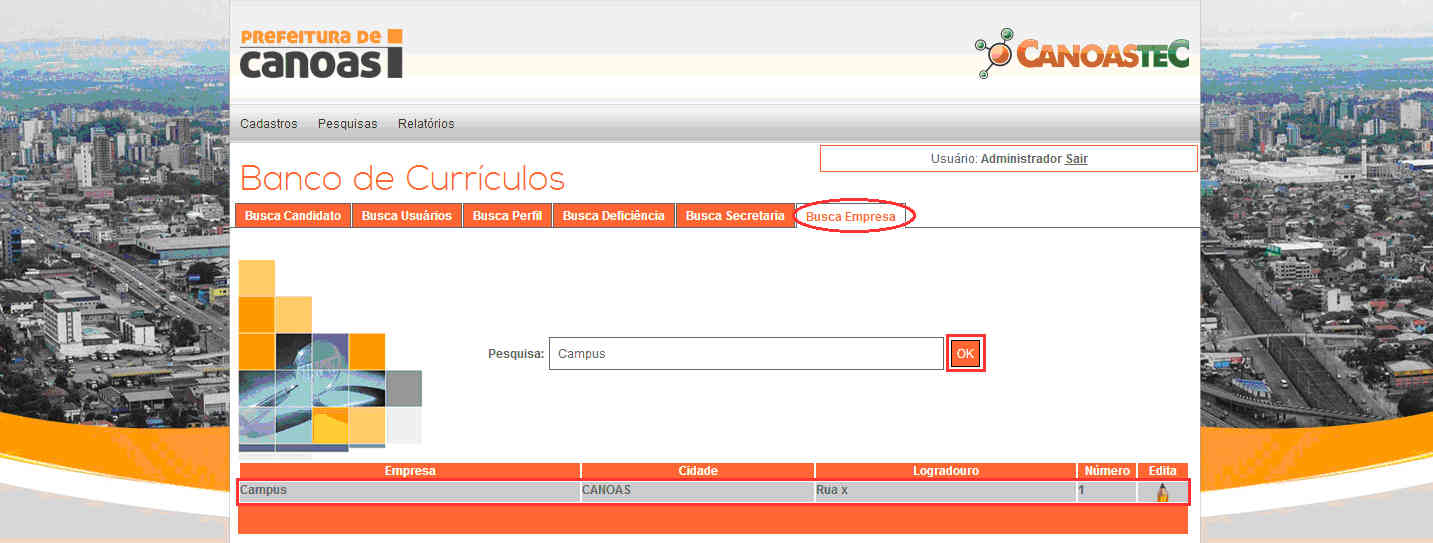 PREFEITURA DE
canoas
CANOASTEC
Cadastros Pesquisas Relatórios
Usuário: Administrador Sair
Banco de Currículos
Busca Candidato Busca Usuários Busca Perfil Busca Deficiência Busca Secretaria Busca Empresa
Pesquisa: Campus OK
Empresa Cidade Logradouro Número Edita
Campus CANOAS Rua x 1